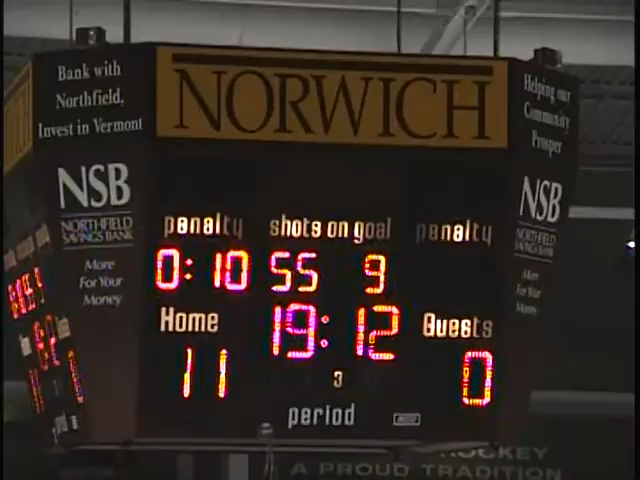 NORWICH
Bank with
Northfield,
Invest in Vermont
NSB
NORTHFIELD
SAVINGS BANK
More
For Your
Money
Helping our
Community
Prosper
NSB
NORTHFIELD
SAVINGS BANK
More
For Your
Money
penalty shots on goal penalty
0:10 55 9
Home 19:12 Guests
11 0
3
period
HOCKEY
A PROUD TRADITION